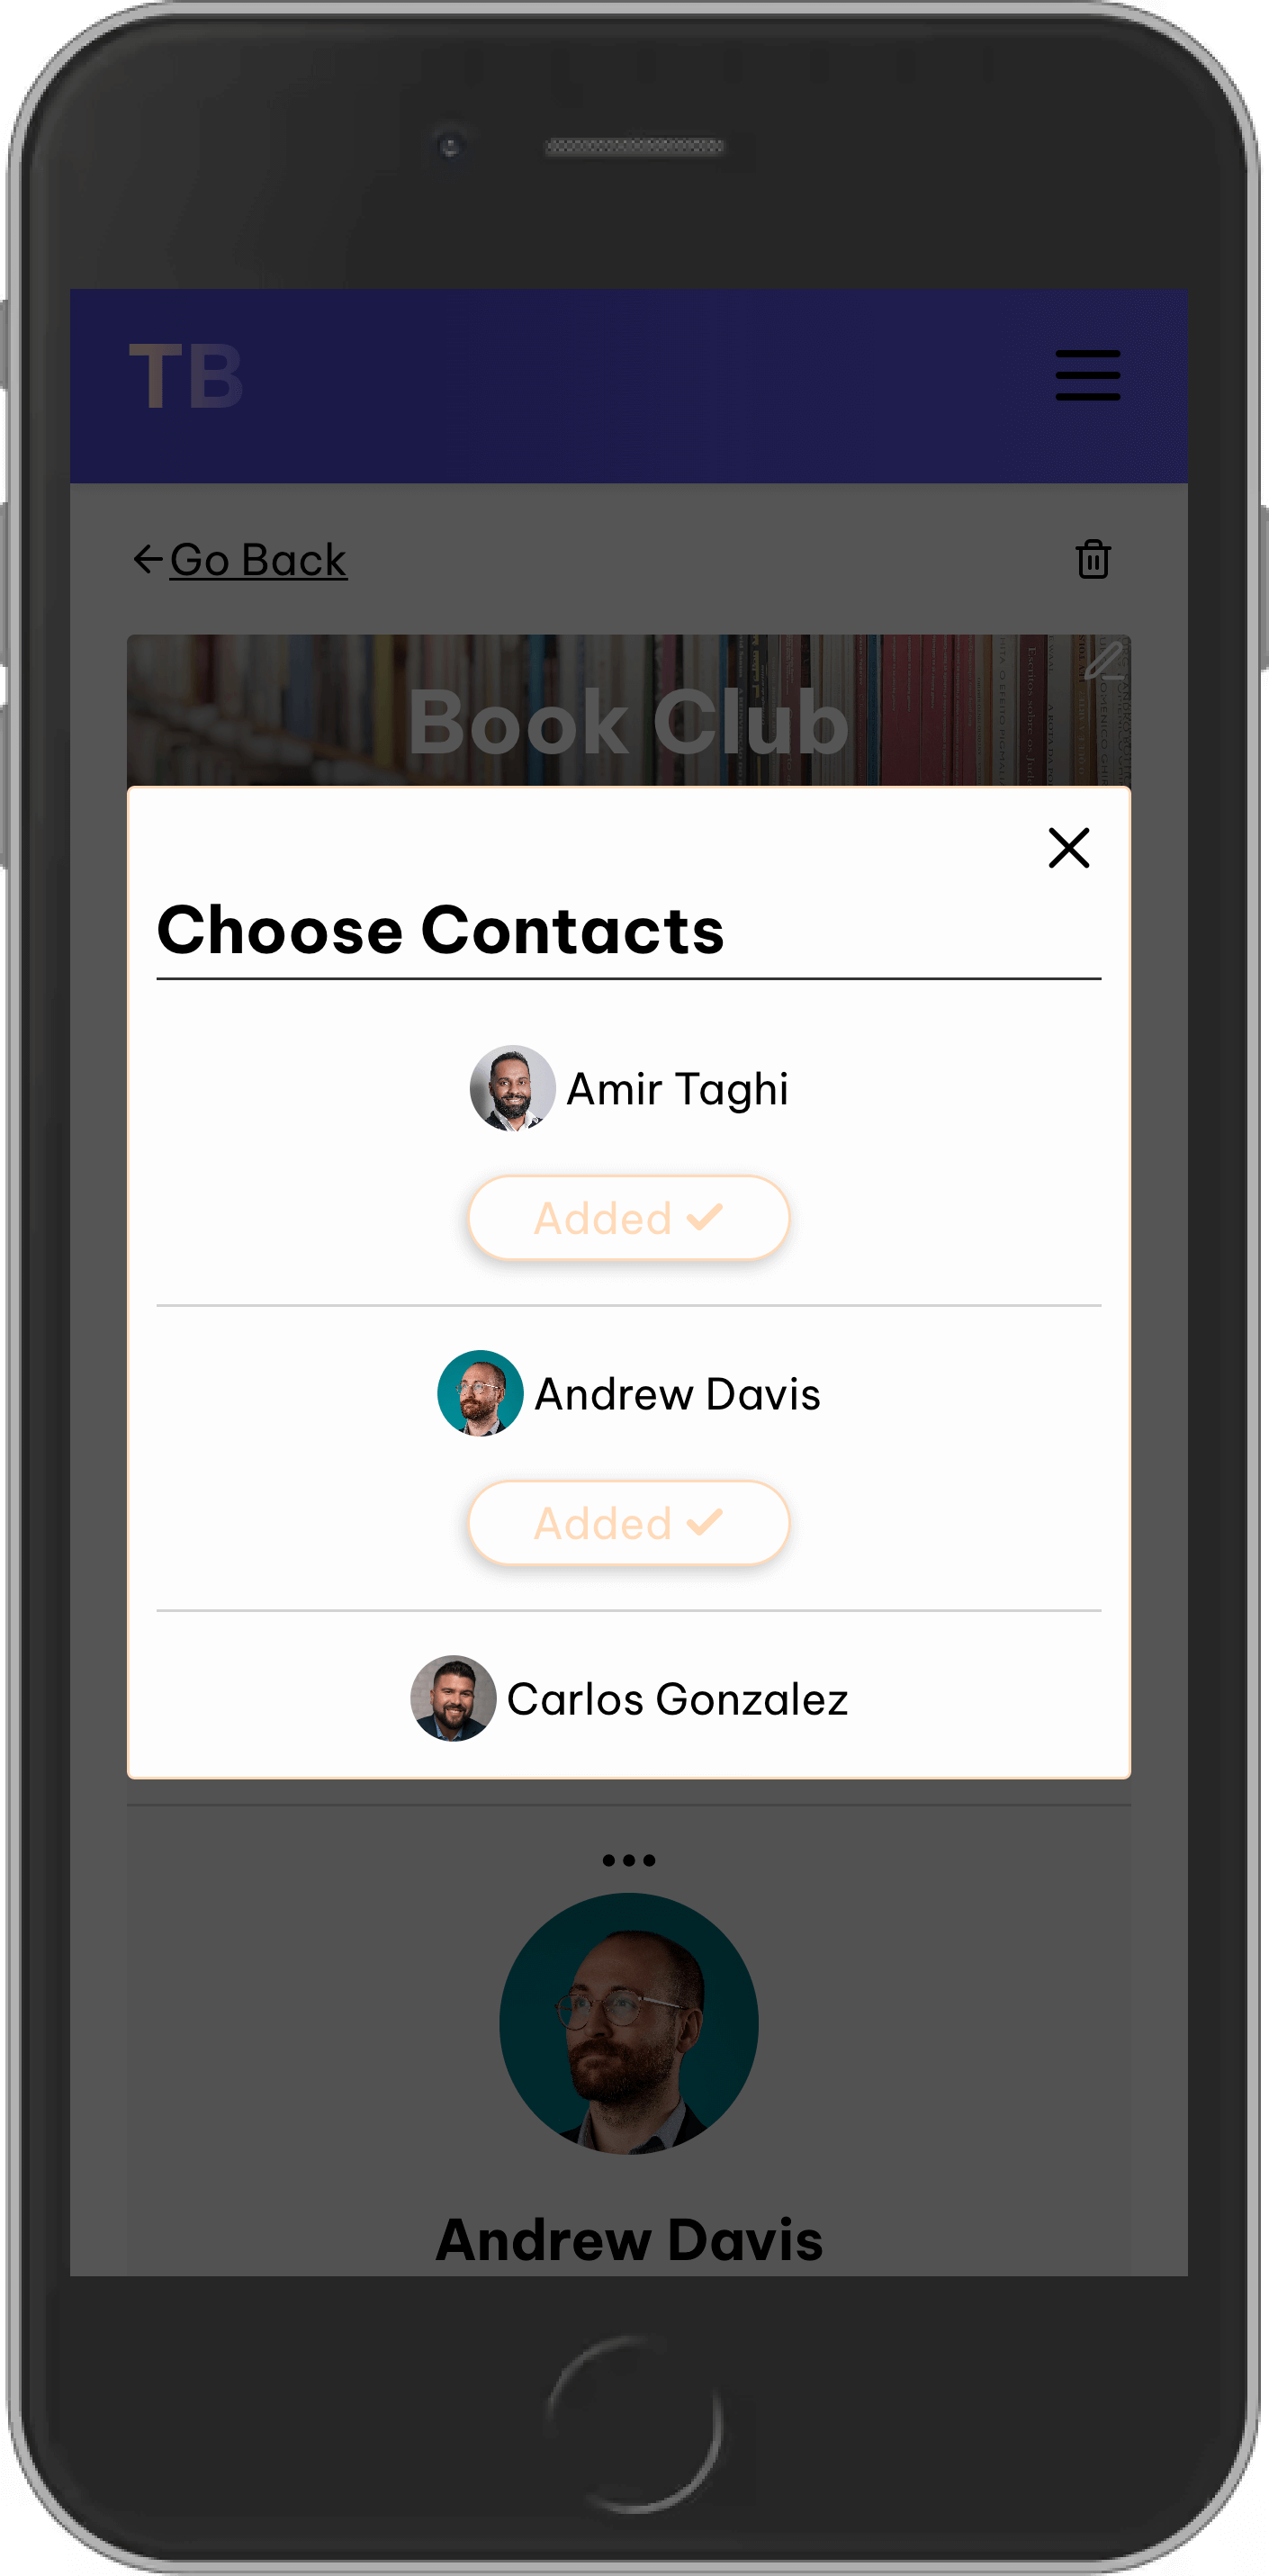 TB
Go Back
Book Club
Choose Contacts
Amir Taghi
Added
Andrew Davis
Added
Carlos Gonzalez
Andrew Davis